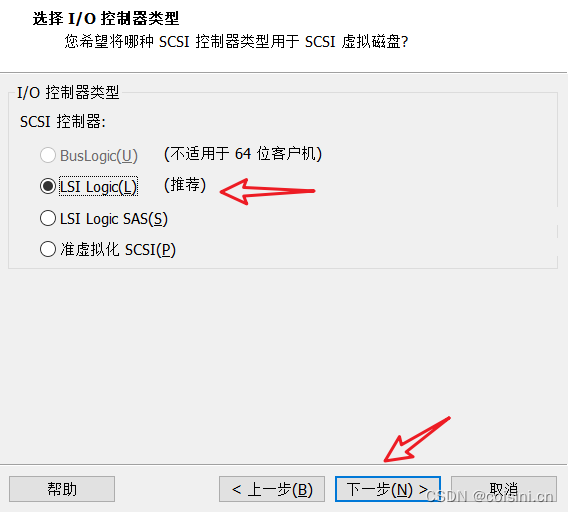 选择 I/O 控制器类型
您希望将哪种 SCSI 控制器类型用于 SCSI 虚拟磁盘?
I/O 控制器类型
SCSI 控制器:
BusLogic(U) (不适用于 64 位客户机)
LSI Logic(L) (推荐)
LSI Logic SAS(S)
准虚拟化 SCSI(P)
帮助 < 上一步(B) 下一步(N) > 取消
CSDN @coisini.cn